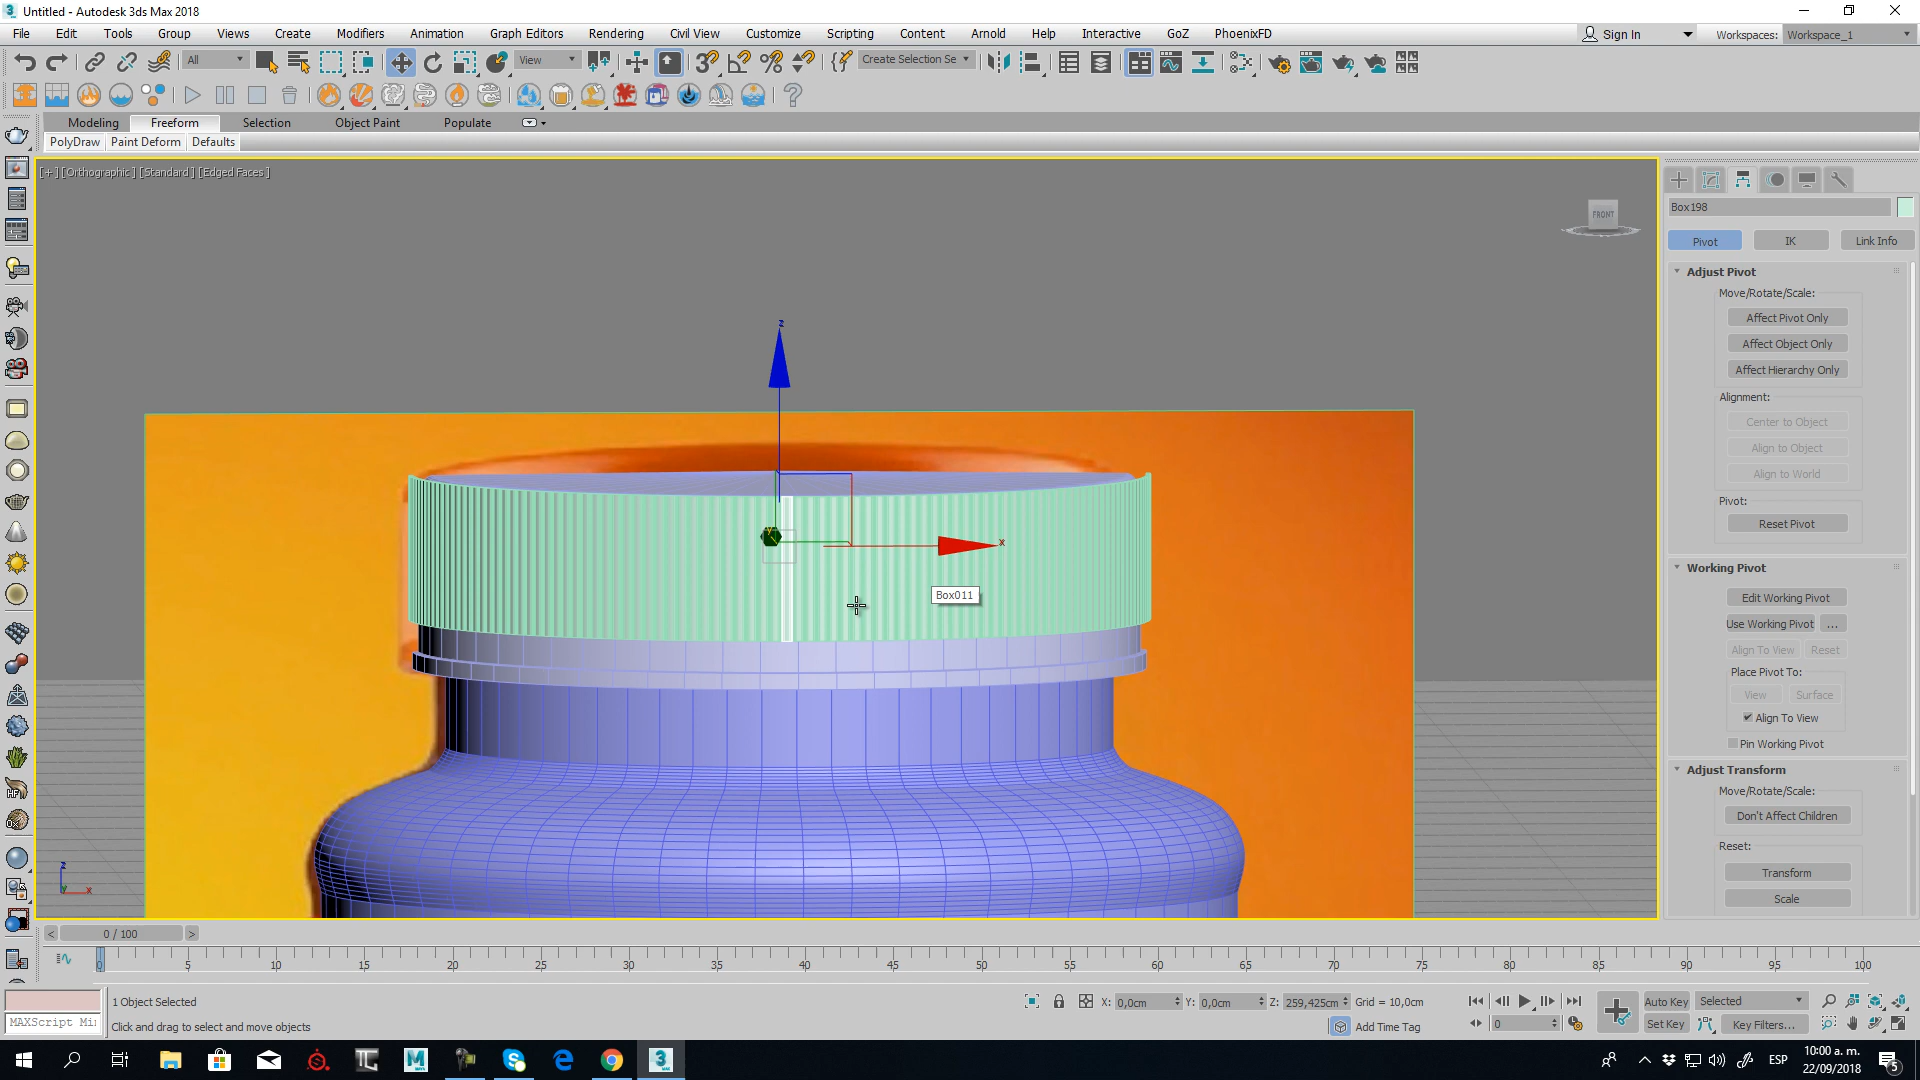 Untitled - Autodesk 3ds Max 2018
File Edit Tools Group Views Create Modifiers Animation Graph Editors Rendering Civil View Customize Scripting Content Arnold Help Interactive GoZ PhoenixFD
Sign In Workspaces: Workspace_1
All View Create Selection Se
Modeling Freeform Selection Object Paint Populate
PolyDraw Paint Deform Defaults
[+] [Orthographic] [Standard] [Edged Faces]
FRONT
Box198
Pivot IK Link Info
Adjust Pivot
Move/Rotate/Scale:
Affect Pivot Only
Affect Object Only
Affect Hierarchy Only
Alignment:
Center to Object
Align to Object
Align to World
Pivot:
Reset Pivot
Working Pivot
Edit Working Pivot
Use Working Pivot ...
Align To View Reset
Place Pivot To:
View Surface
Align To View
Pin Working Pivot
Adjust Transform
Move/Rotate/Scale:
Don't Affect Children
Reset:
Transform
Scale
z
x
Box011
z
x
< 0 / 100 >
0 5 10 15 20 25 30 35 40 45 50 55 60 65 70 75 80 85 90 95 100
1 Object Selected
X: 0,0cm Y: 0,0cm Z: 259,425cm Grid = 10,0cm
Auto Key Selected
MAXScript Mi
Click and drag to select and move objects
Add Time Tag
0
Set Key Key Filters...
ESP
10:00 a. m.
22/09/2018
5